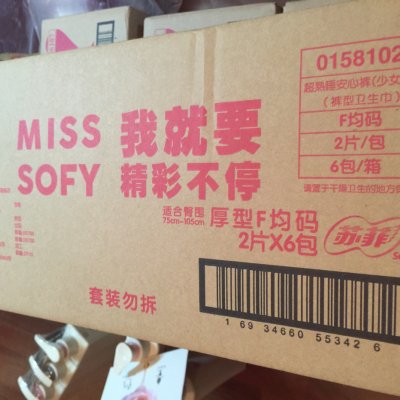 0158102
超熟睡安心裤(少女
(裤型卫生巾)
F均码
2片/包
6包/箱
请置于干燥卫生的地方
MISS 我就要
SOFY 精彩不停
适合臀围
75cm-105cm
厚型F均码
2片X6包
苏菲
套装勿拆
1 69 34660 55342 6